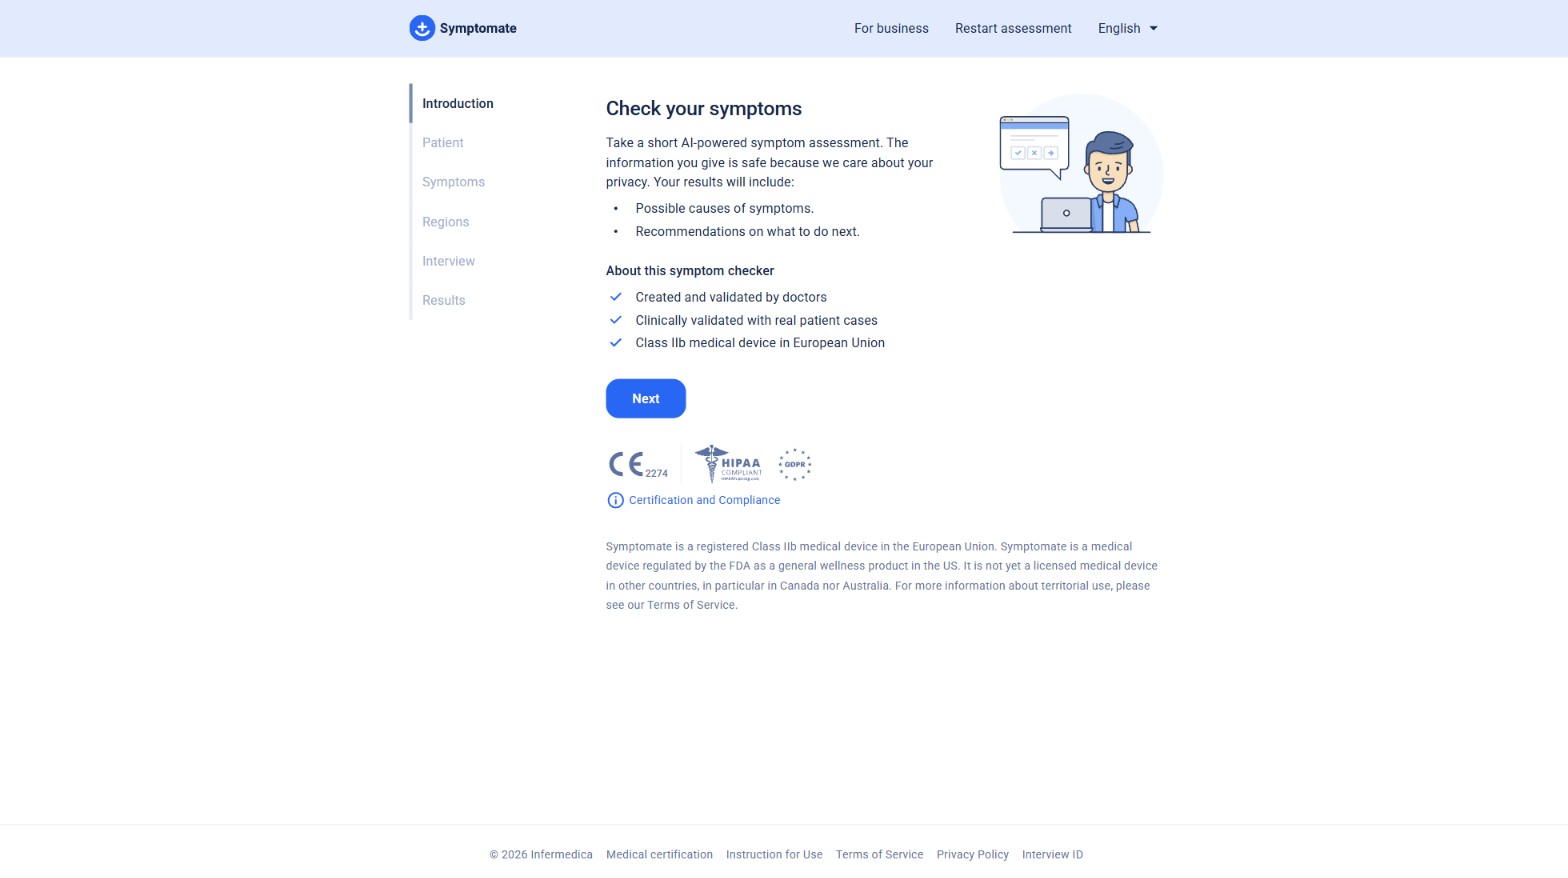 Symptomate
For business
Restart assessment
English
Introduction
Patient
Symptoms
Regions
Interview
Results
Check your symptoms
Take a short AI-powered symptom assessment. The
information you give is safe because we care about your
privacy. Your results will include:
• Possible causes of symptoms.
• Recommendations on what to do next.
About this symptom checker
Created and validated by doctors
Clinically validated with real patient cases
Class IIb medical device in European Union
Next
CE 2274
HIPAA
COMPLIANT
GDPR
Certification and Compliance
Symptomate is a registered Class IIb medical device in the European Union. Symptomate is a medical
device regulated by the FDA as a general wellness product in the US. It is not yet a licensed medical device
in other countries, in particular in Canada nor Australia. For more information about territorial use, please
see our Terms of Service.
© 2026 Infermedica
Medical certification
Instruction for Use
Terms of Service
Privacy Policy
Interview ID